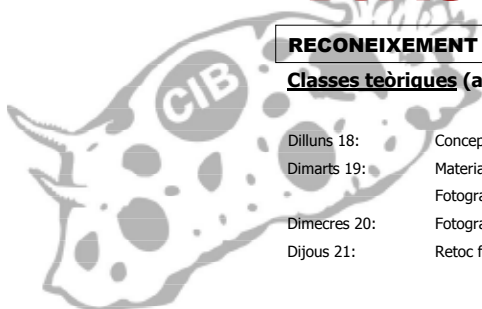 RECONEIXEMENT
Classes teòriques (a
CIB
Dilluns 18: Concep
Dimarts 19: Materia
Fotogra
Dimecres 20: Fotogra
Dijous 21: Retoc f